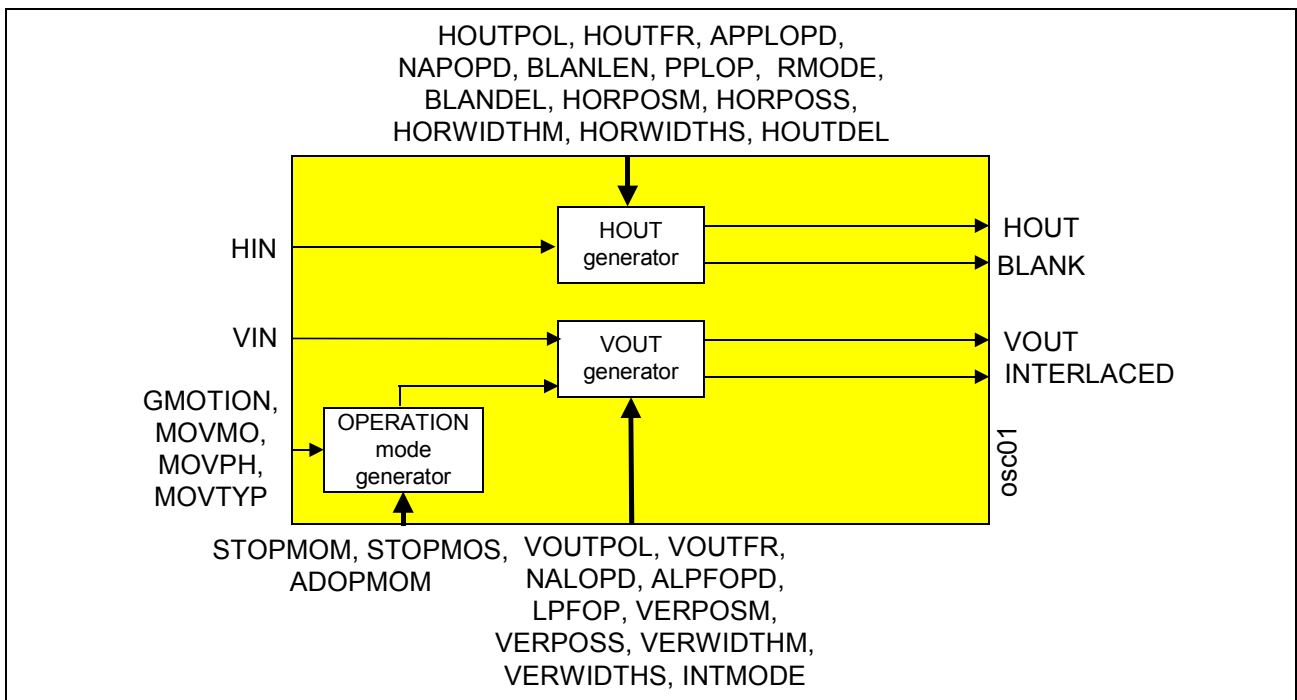 HOUTPOL, HOUTFR, APPLOPD,
NAPOPD, BLANLEN, PPLOP, RMODE,
BLANDEL, HORPOSM, HORPOSS,
HORWIDTHM, HORWIDTHS, HOUTDEL
HIN
HOUT
generator
HOUT
BLANK
VIN
VOUT
generator
VOUT
INTERLACED
GMOTION,
MOVMO,
MOVPH,
MOVTYP
OPERATION
mode
generator
osc01
STOPMOM, STOPMOS,
ADOPMOM
VOUTPOL, VOUTFR,
NALOPD, ALPFOPD,
LPFOP, VERPOSM,
VERPOSS, VERWIDTHM,
VERWIDTHS, INTMODE